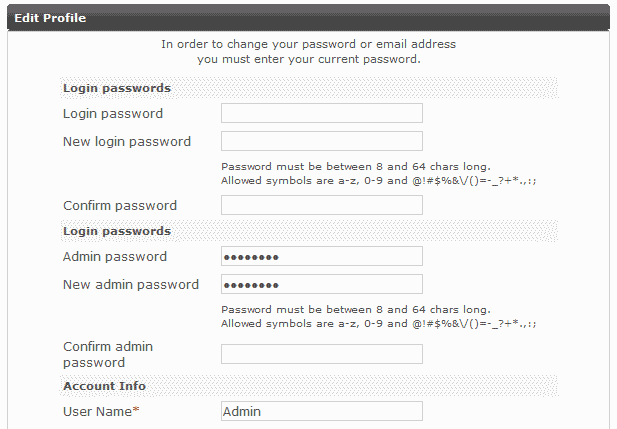 Edit Profile
In order to change your password or email address
you must enter your current password.
Login passwords
Login password
New login password
Password must be between 8 and 64 chars long.
Allowed symbols are a-z, 0-9 and @!#$%&\/()=-_?+*.,:;
Confirm password
Login passwords
Admin password ••••••••
New admin password ••••••••
Password must be between 8 and 64 chars long.
Allowed symbols are a-z, 0-9 and @!#$%&\/()=-_?+*.,:;
Confirm admin
password
Account Info
User Name* Admin